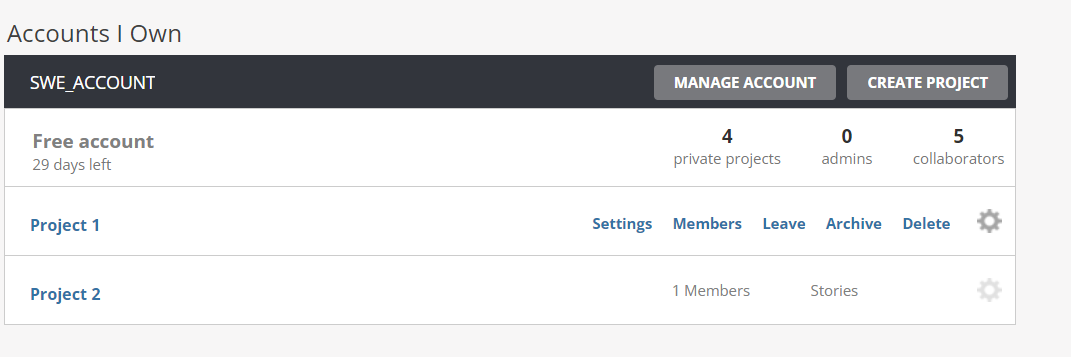 Accounts I Own
SWE_ACCOUNT MANAGE ACCOUNT CREATE PROJECT
Free account 4 0 5
29 days left private projects admins collaborators
Project 1 Settings Members Leave Archive Delete
Project 2 1 Members Stories